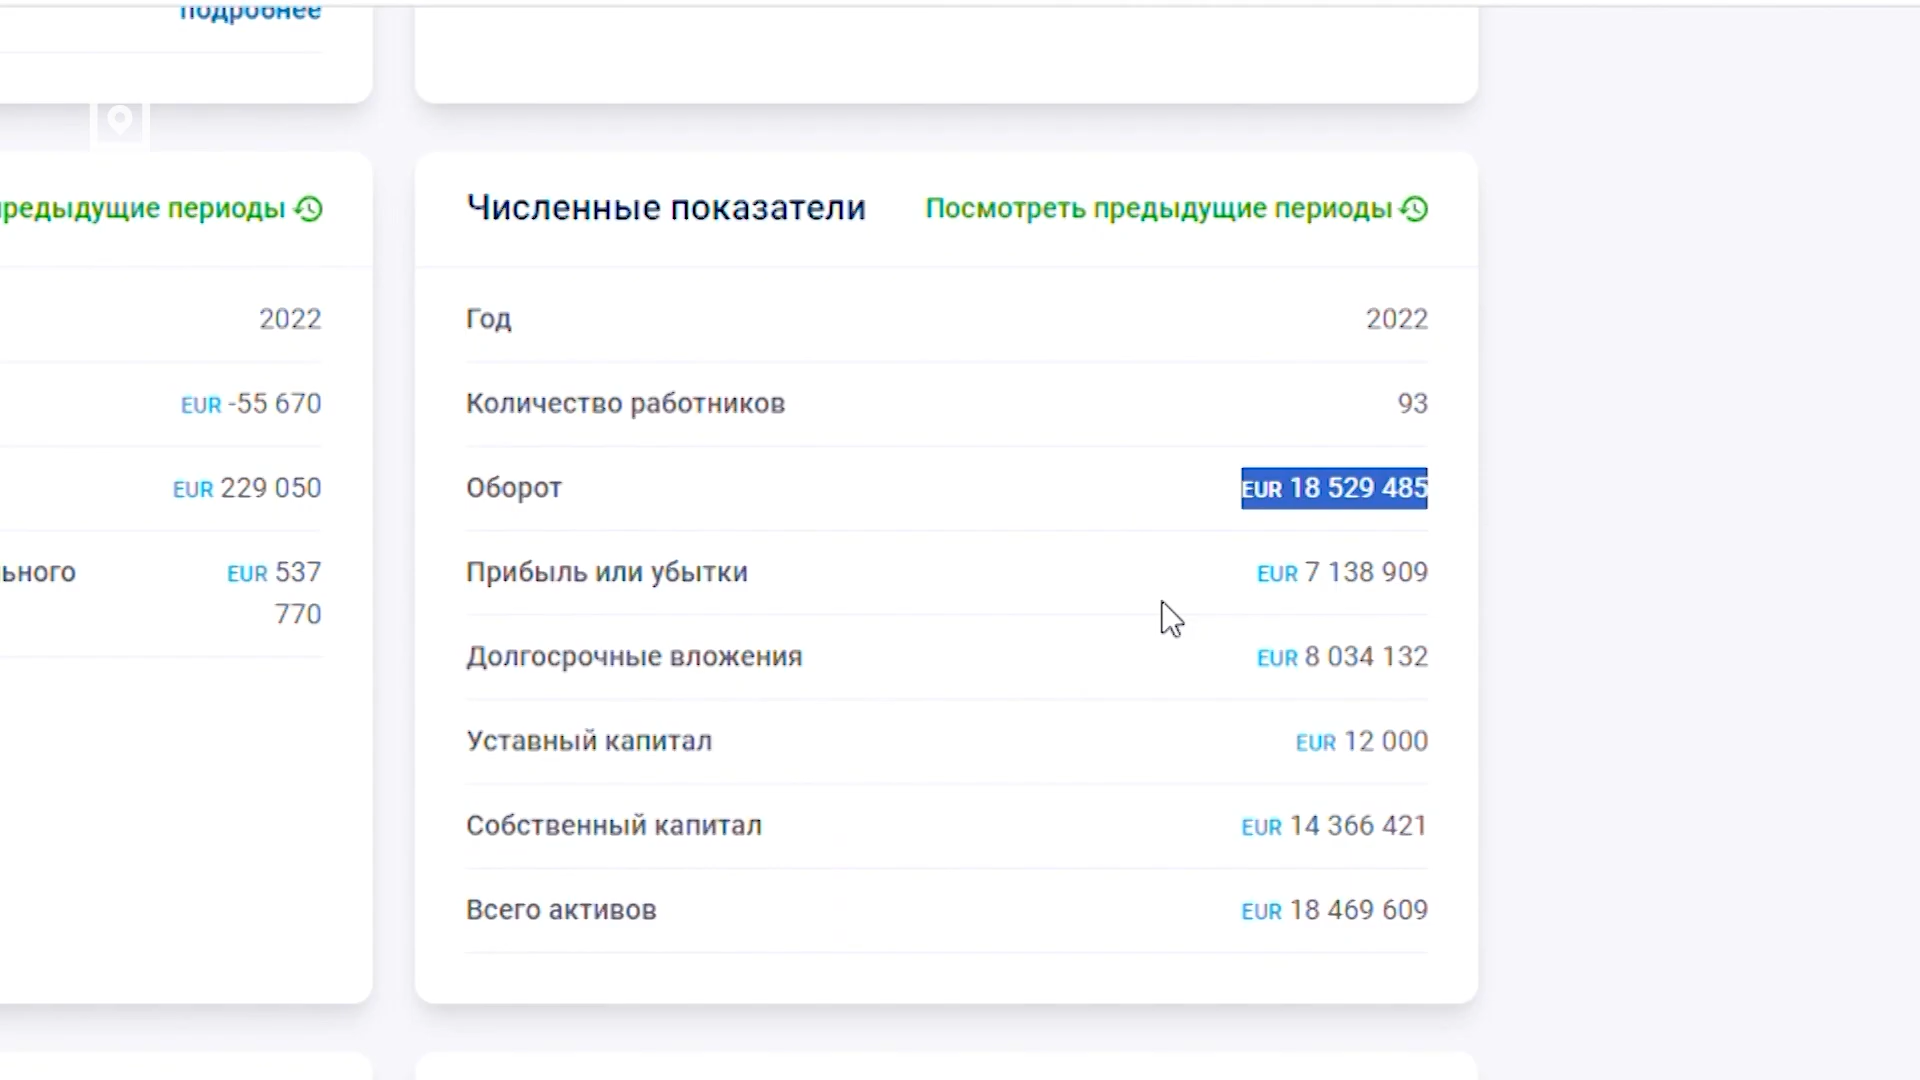 подробнее
предыдущие периоды
2022
EUR -55 670
EUR 229 050
ьного EUR 537
770
Численные показатели Посмотреть предыдущие периоды
Год 2022
Количество работников 93
Оборот EUR 18 529 485
Прибыль или убытки EUR 7 138 909
Долгосрочные вложения EUR 8 034 132
Уставный капитал EUR 12 000
Собственный капитал EUR 14 366 421
Всего активов EUR 18 469 609